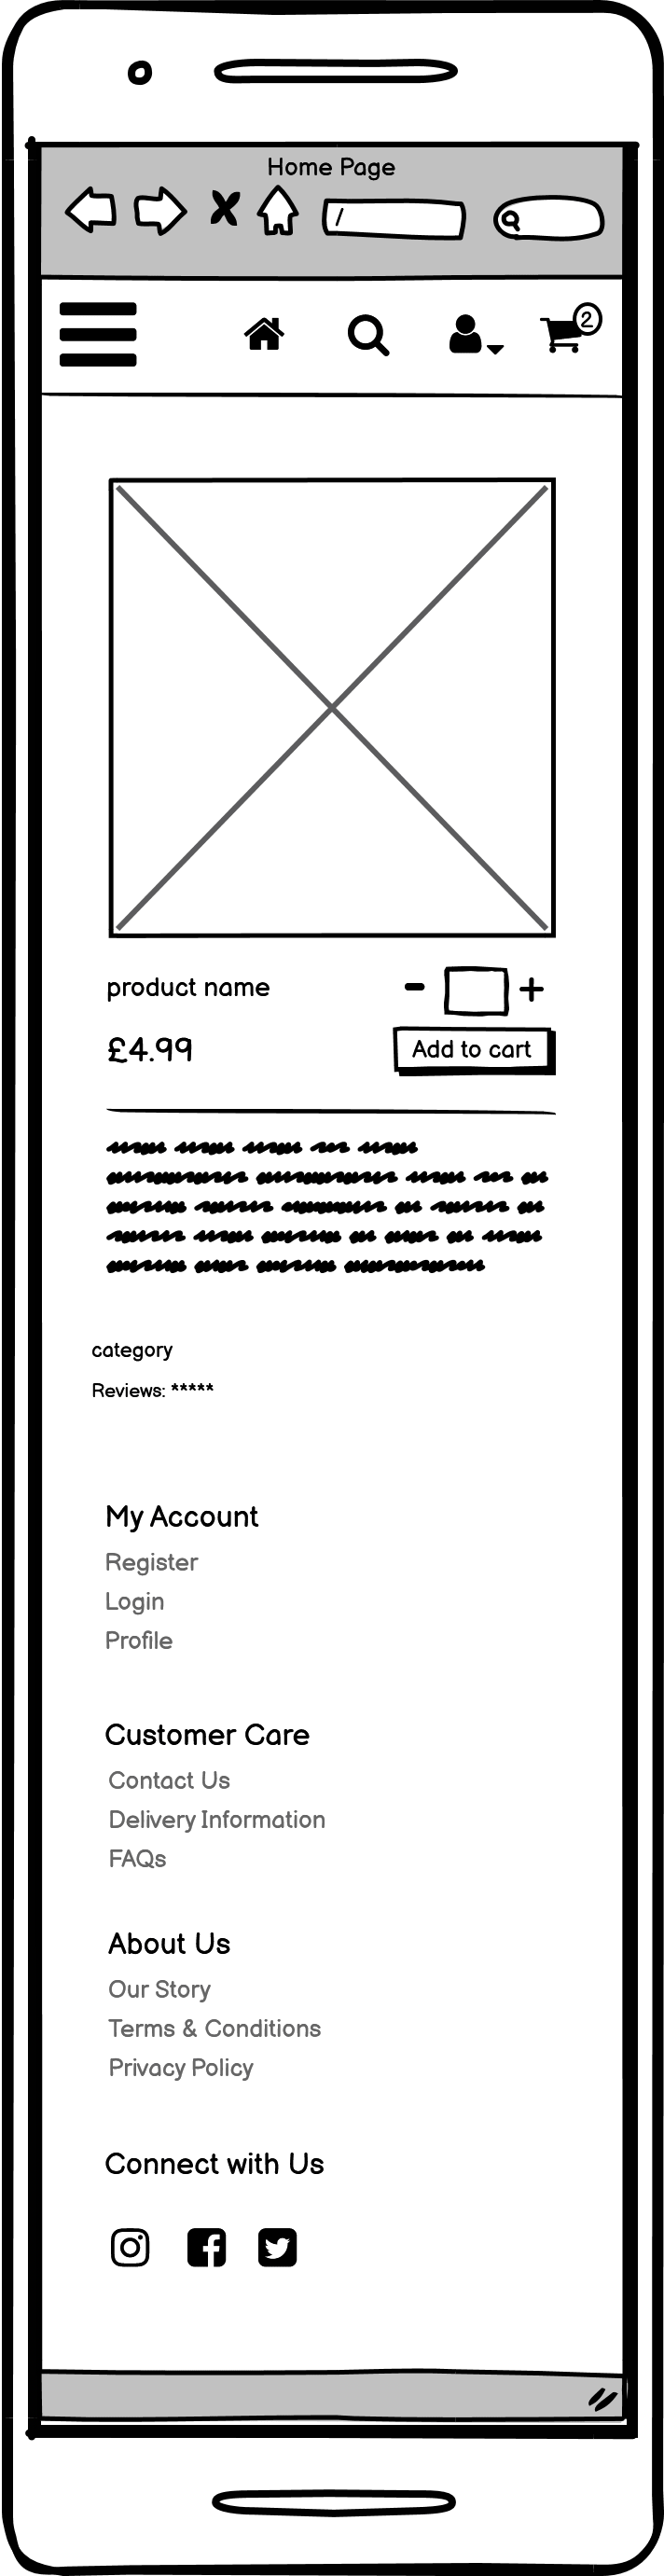 Home Page
/
2
product name
- +
£4.99
Add to cart
category
Reviews: *****
My Account
Register
Login
Profile
Customer Care
Contact Us
Delivery Information
FAQs
About Us
Our Story
Terms & Conditions
Privacy Policy
Connect with Us